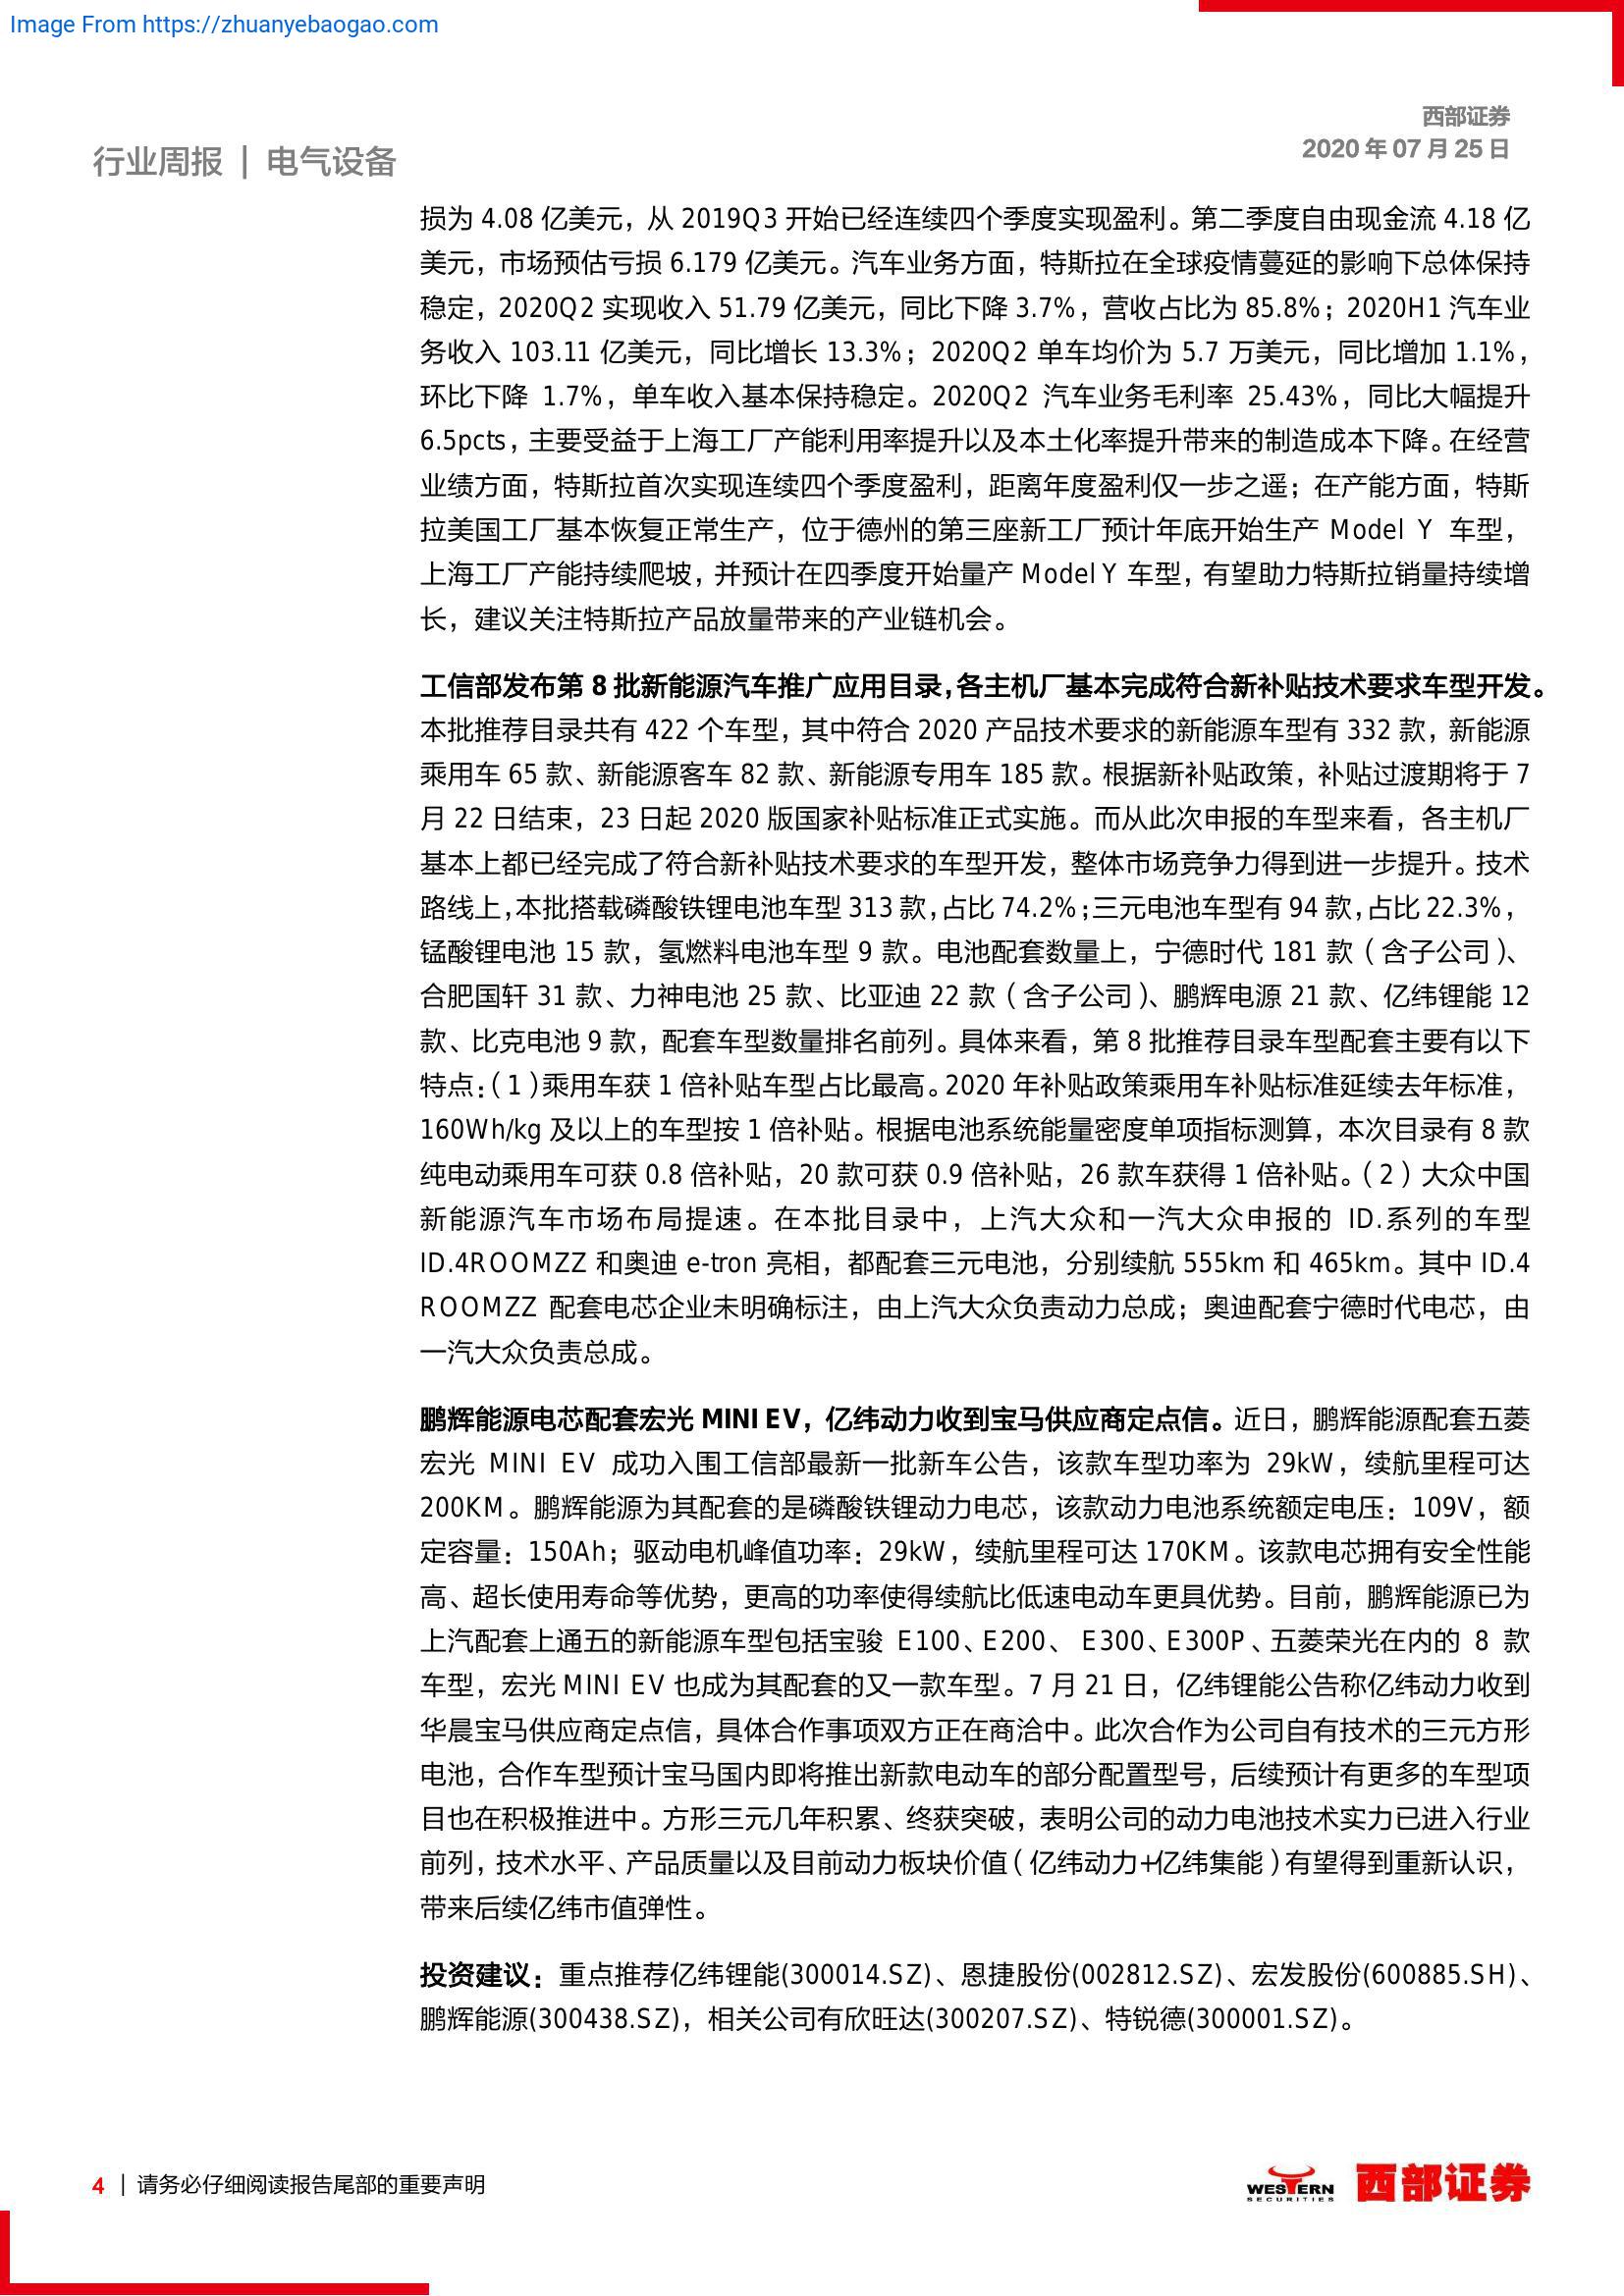 Image From https://zhuanyebaogao.com
西部证券
2020 年 07 月 25 日
行业周报 | 电气设备
损为 4.08 亿美元，从 2019Q3 开始已经连续四个季度实现盈利。第二季度自由现金流 4.18 亿
美元，市场预估亏损 6.179 亿美元。汽车业务方面，特斯拉在全球疫情蔓延的影响下总体保持
稳定，2020Q2 实现收入 51.79 亿美元，同比下降 3.7%，营收占比为 85.8%；2020H1 汽车业
务收入 103.11 亿美元，同比增长 13.3%；2020Q2 单车均价为 5.7 万美元，同比增加 1.1%，
环比下降 1.7%，单车收入基本保持稳定。2020Q2 汽车业务毛利率 25.43%，同比大幅提升
6.5pcts，主要受益于上海工厂产能利用率提升以及本土化率提升带来的制造成本下降。在经营
业绩方面，特斯拉首次实现连续四个季度盈利，距离年度盈利仅一步之遥；在产能方面，特斯
拉美国工厂基本恢复正常生产，位于德州的第三座新工厂预计年底开始生产 Model Y 车型，
上海工厂产能持续爬坡，并预计在四季度开始量产 Model Y 车型，有望助力特斯拉销量持续增
长，建议关注特斯拉产品放量带来的产业链机会。
工信部发布第 8 批新能源汽车推广应用目录，各主机厂基本完成符合新补贴技术要求车型开发。
本批推荐目录共有 422 个车型，其中符合 2020 产品技术要求的新能源车型有 332 款，新能源
乘用车 65 款、新能源客车 82 款、新能源专用车 185 款。根据新补贴政策，补贴过渡期将于 7
月 22 日结束，23 日起 2020 版国家补贴标准正式实施。而从此次申报的车型来看，各主机厂
基本上都已经完成了符合新补贴技术要求的车型开发，整体市场竞争力得到进一步提升。技术
路线上，本批搭载磷酸铁锂电池车型 313 款，占比 74.2%；三元电池车型有 94 款，占比 22.3%，
锰酸锂电池 15 款，氢燃料电池车型 9 款。电池配套数量上，宁德时代 181 款（含子公司）、
合肥国轩 31 款、力神电池 25 款、比亚迪 22 款（含子公司）、鹏辉电源 21 款、亿纬锂能 12
款、比克电池 9 款，配套车型数量排名前列。具体来看，第 8 批推荐目录车型配套主要有以下
特点：（1）乘用车获 1 倍补贴车型占比最高。2020 年补贴政策乘用车补贴标准延续去年标准，
160Wh/kg 及以上的车型按 1 倍补贴。根据电池系统能量密度单项指标测算，本次目录有 8 款
纯电动乘用车可获 0.8 倍补贴，20 款可获 0.9 倍补贴，26 款车获得 1 倍补贴。（2）大众中国
新能源汽车市场布局提速。在本批目录中，上汽大众和一汽大众申报的 ID.系列的车型
ID.4ROOMZZ 和奥迪 e-tron 亮相，都配套三元电池，分别续航 555km 和 465km。其中 ID.4
ROOMZZ 配套电芯企业未明确标注，由上汽大众负责动力总成；奥迪配套宁德时代电芯，由
一汽大众负责总成。
鹏辉能源电芯配套宏光 MINI EV，亿纬动力收到宝马供应商定点信。近日，鹏辉能源配套五菱
宏光 MINI EV 成功入围工信部最新一批新车公告，该款车型功率为 29kW，续航里程可达
200KM。鹏辉能源为其配套的是磷酸铁锂动力电芯，该款动力电池系统额定电压：109V，额
定容量：150Ah；驱动电机峰值功率：29kW，续航里程可达 170KM。该款电芯拥有安全性能
高、超长使用寿命等优势，更高的功率使得续航比低速电动车更具优势。目前，鹏辉能源已为
上汽配套上通五的新能源车型包括宝骏 E100、E200、 E300、E300P、五菱荣光在内的 8 款
车型，宏光 MINI EV 也成为其配套的又一款车型。7 月 21 日，亿纬锂能公告称亿纬动力收到
华晨宝马供应商定点信，具体合作事项双方正在商洽中。此次合作为公司自有技术的三元方形
电池，合作车型预计宝马国内即将推出新款电动车的部分配置型号，后续预计有更多的车型项
目也在积极推进中。方形三元几年积累、终获突破，表明公司的动力电池技术实力已进入行业
前列，技术水平、产品质量以及目前动力板块价值（亿纬动力+亿纬集能）有望得到重新认识，
带来后续亿纬市值弹性。
投资建议：重点推荐亿纬锂能(300014.SZ)、恩捷股份(002812.SZ)、宏发股份(600885.SH)、
鹏辉能源(300438.SZ)，相关公司有欣旺达(300207.SZ)、特锐德(300001.SZ)。
4 | 请务必仔细阅读报告尾部的重要声明
WESTERN
SECURITIES
西部证券